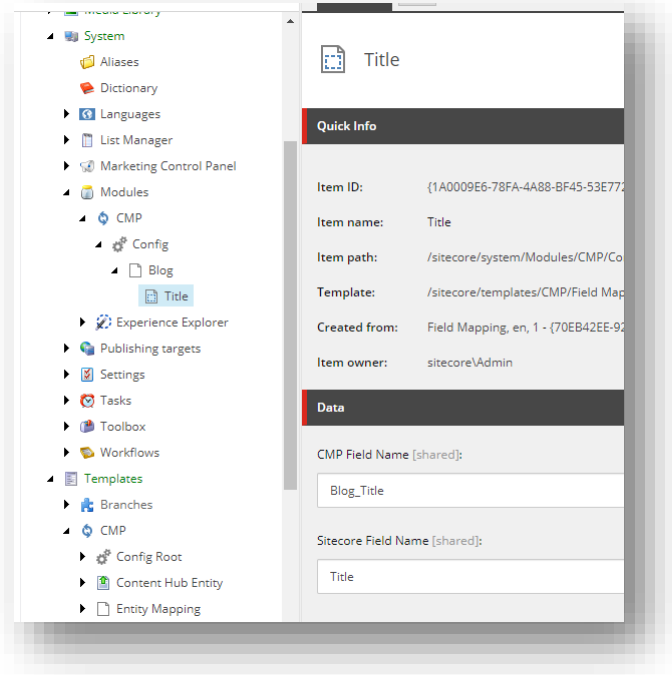 Media Library
System
Aliases
Dictionary
Languages
List Manager
Marketing Control Panel
Modules
CMP
Config
Blog
Title
Experience Explorer
Publishing targets
Settings
Tasks
Toolbox
Workflows
Templates
Branches
CMP
Config Root
Content Hub Entity
Entity Mapping
Title
Quick Info
Item ID: {1A0009E6-78FA-4A88-BF45-53E772
Item name: Title
Item path: /sitecore/system/Modules/CMP/Co
Template: /sitecore/templates/CMP/Field Map
Created from: Field Mapping, en, 1 - {70EB42EE-92
Item owner: sitecore\Admin
Data
CMP Field Name [shared]:
Blog_Title
Sitecore Field Name [shared]:
Title